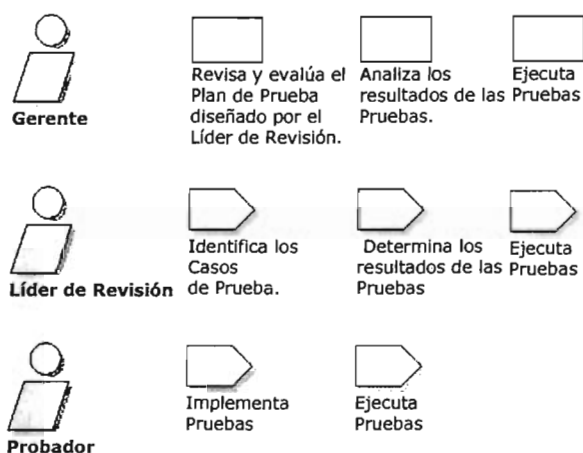 Gerente
Revisa y evalúa el
Plan de Prueba
diseñado por el
Líder de Revisión.
Analiza los
resultados de las
Pruebas.
Ejecuta
Pruebas
Líder de Revisión
Identifica los
Casos
de Prueba.
Determina los
resultados de las
Pruebas
Ejecuta
Pruebas
Probador
Implementa
Pruebas
Ejecuta
Pruebas